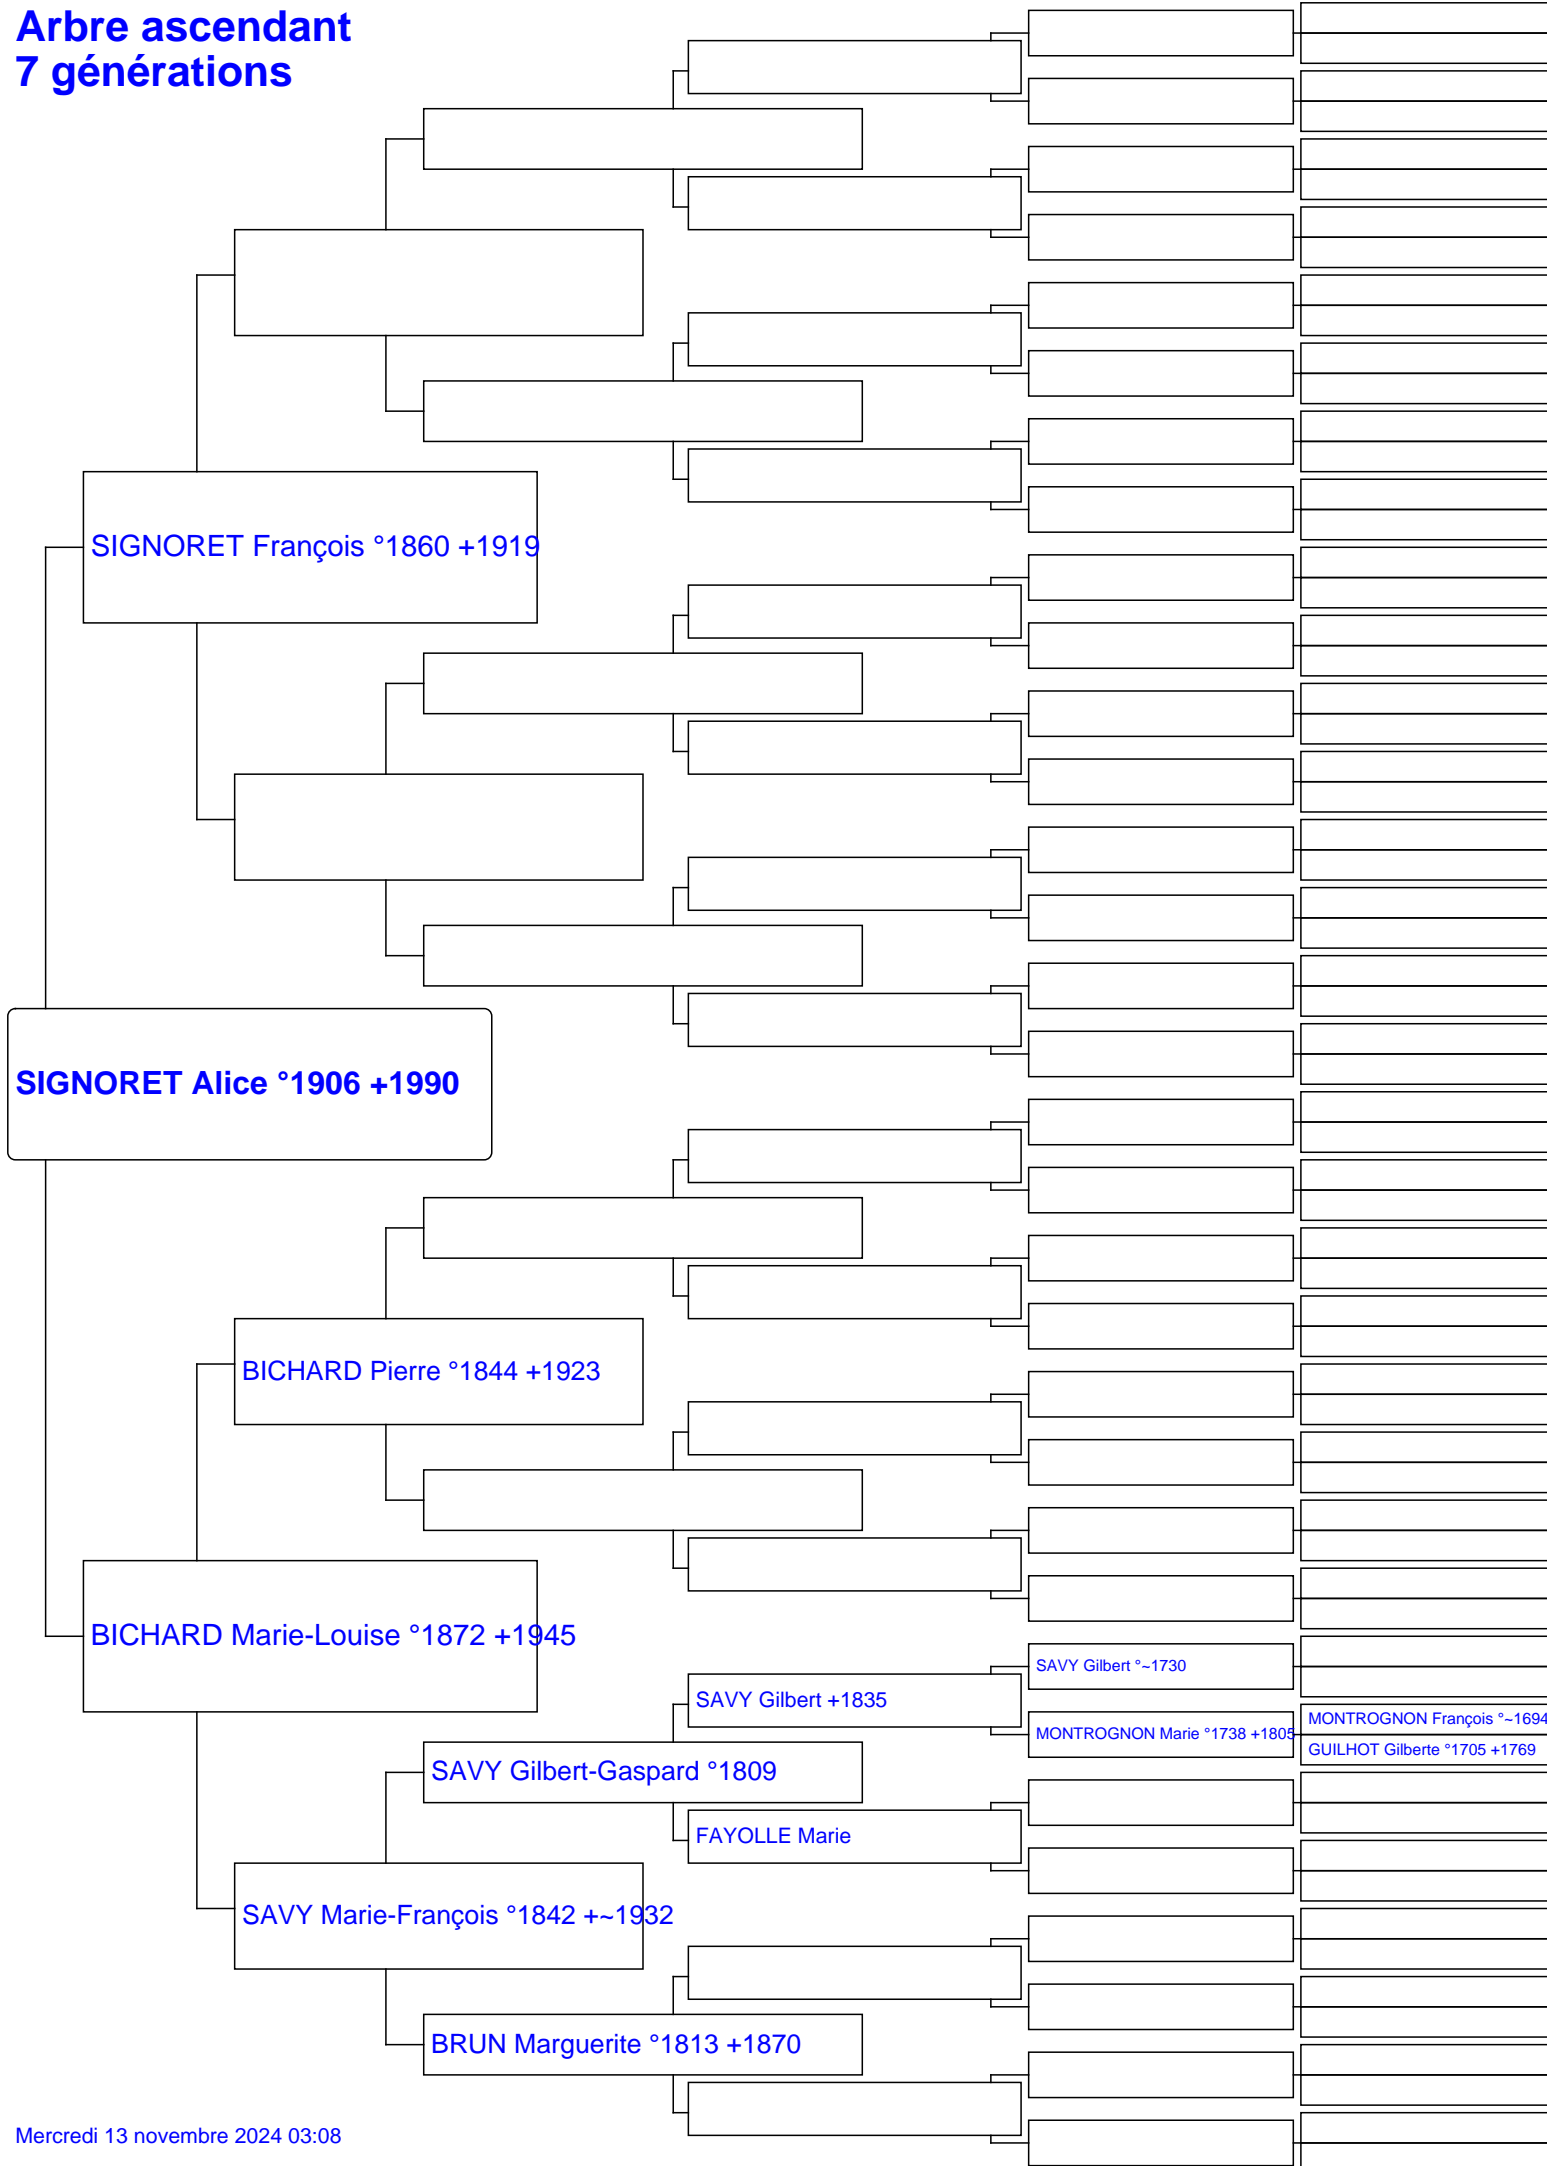 Arbre ascendant
7 générations
SIGNORET François °1860 +1919
SIGNORET Alice °1906 +1990
BICHARD Pierre °1844 +1923
BICHARD Marie-Louise °1872 +1945
SAVY Gilbert °~1730
SAVY Gilbert +1835
MONTROGNON François °~1694
MONTROGNON Marie °1738 +1805
GUILHOT Gilberte °1705 +1769
SAVY Gilbert-Gaspard °1809
FAYOLLE Marie
SAVY Marie-François °1842 +~1932
BRUN Marguerite °1813 +1870
Mercredi 13 novembre 2024 03:08